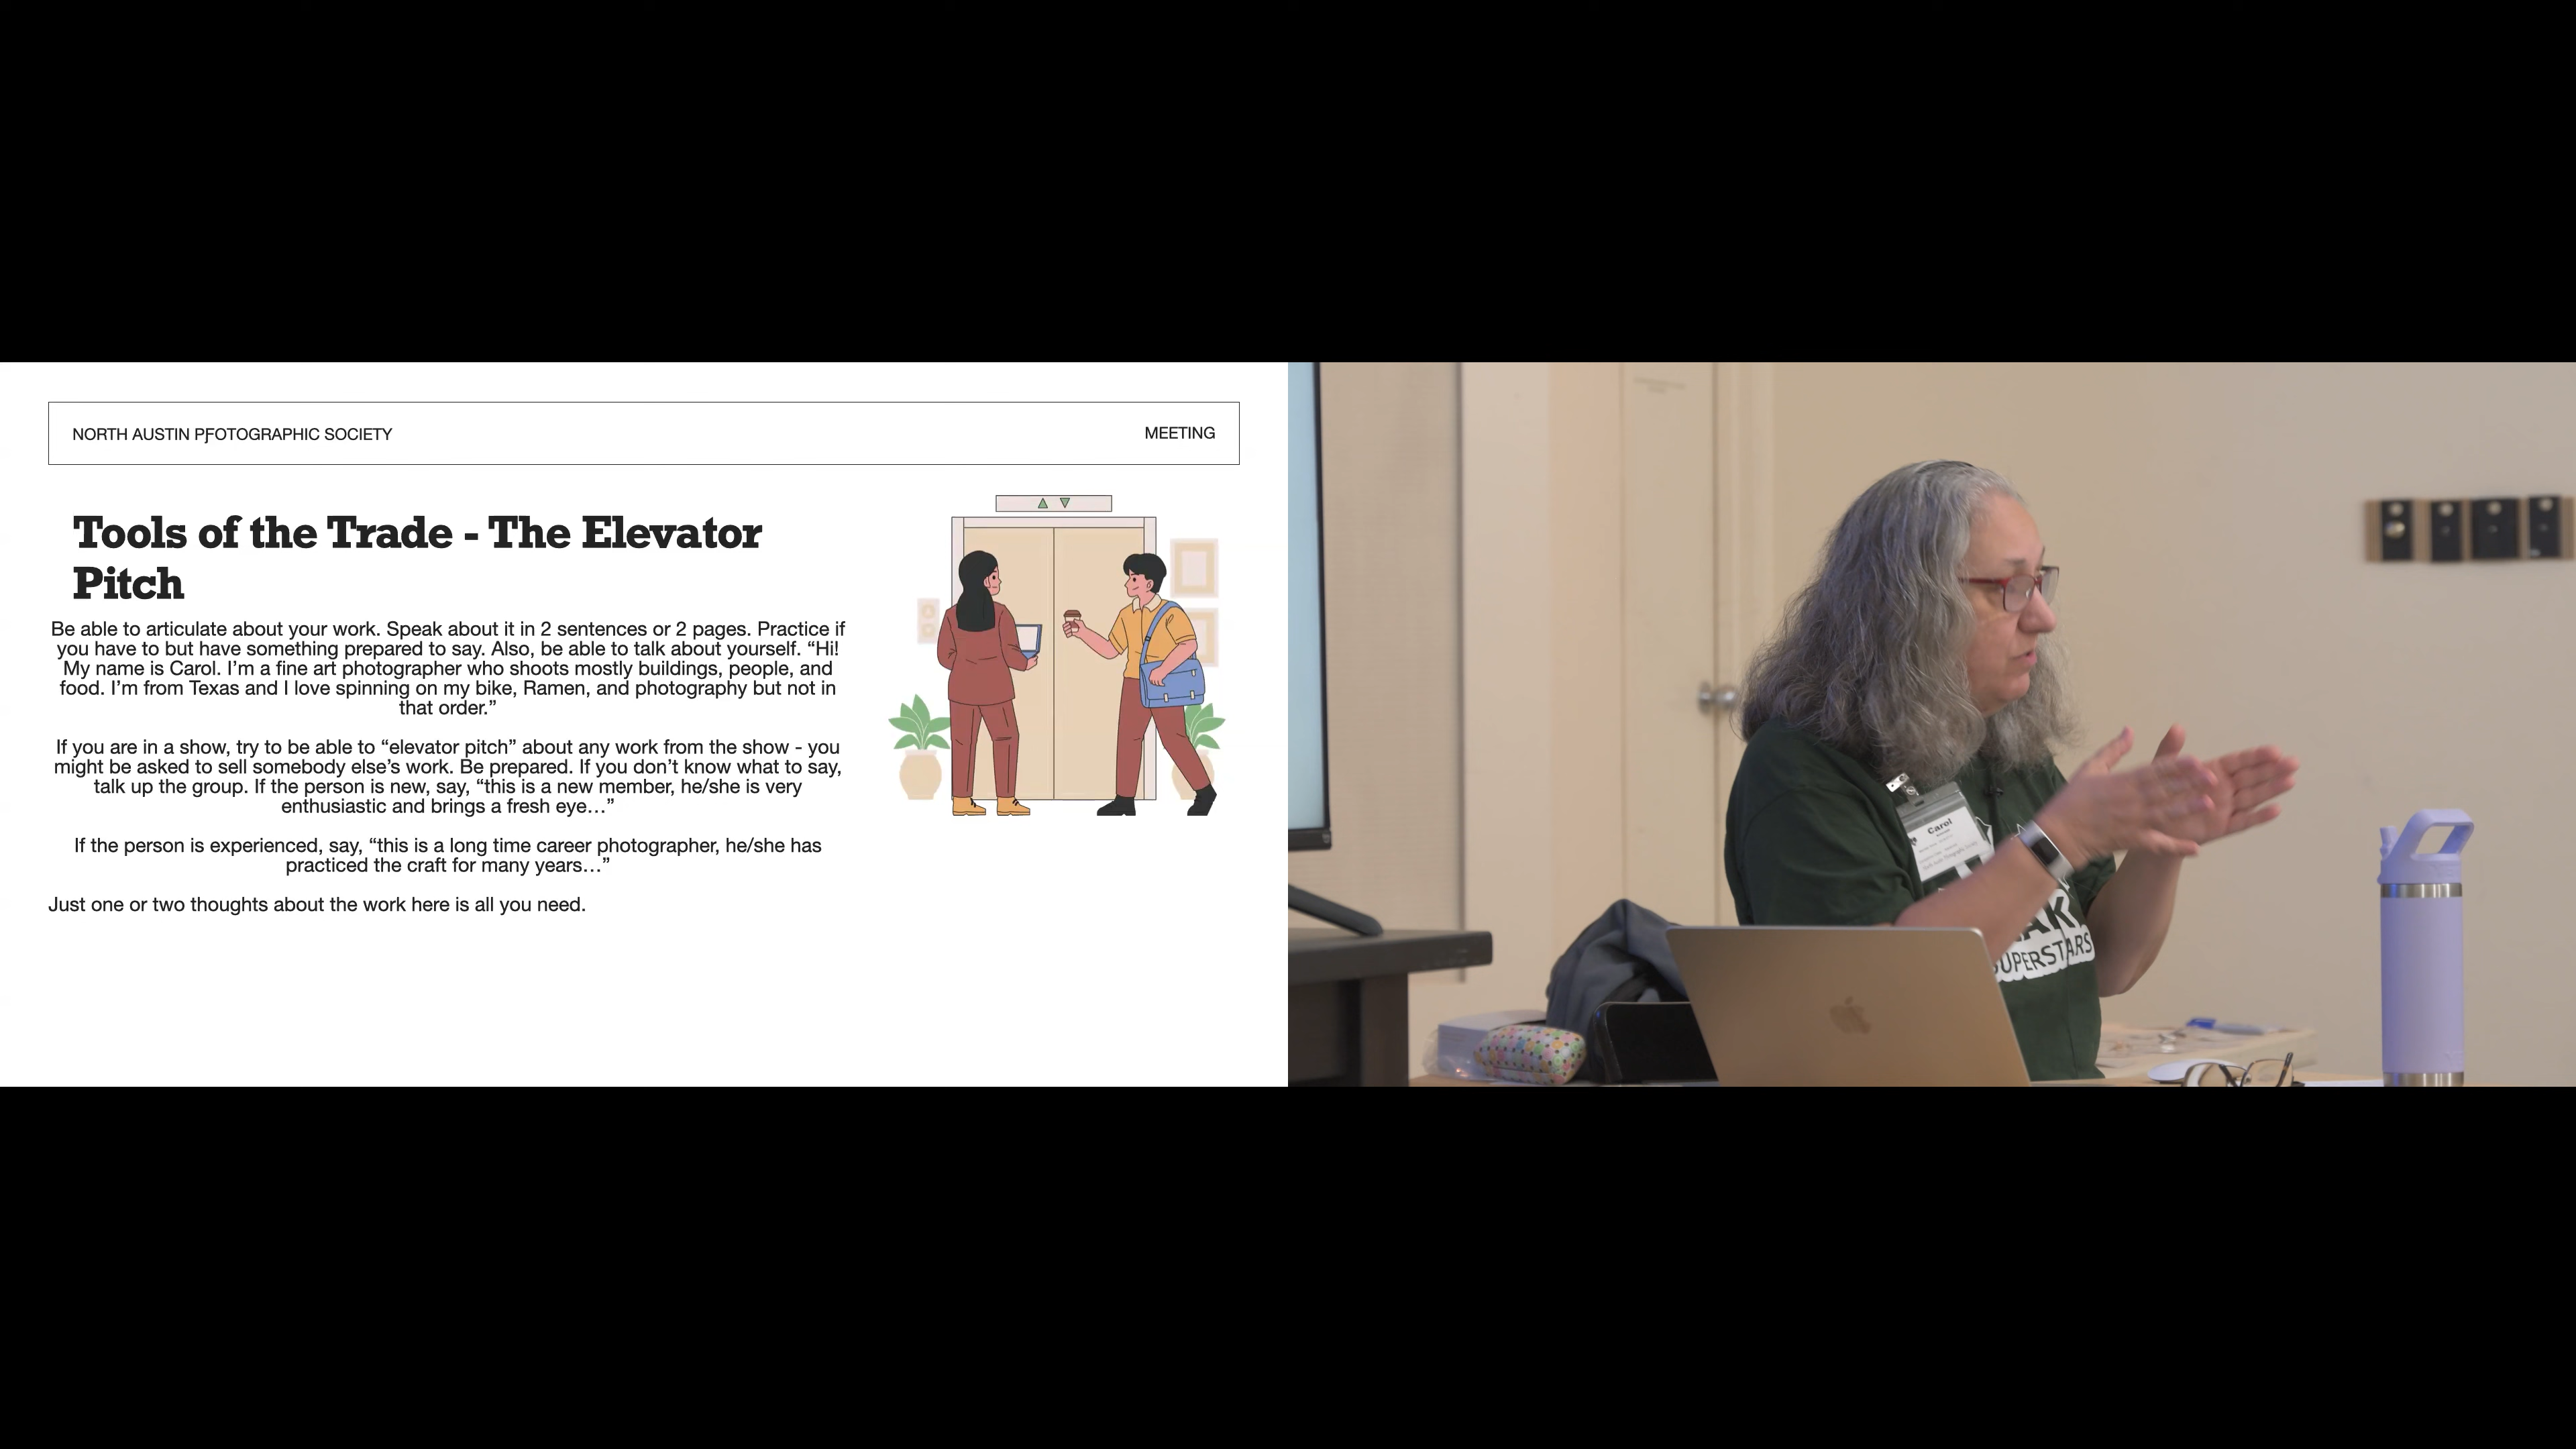 NORTH AUSTIN PƑOTOGRAPHIC SOCIETY
MEETING
Tools of the Trade - The Elevator
Pitch
Be able to articulate about your work. Speak about it in 2 sentences or 2 pages. Practice if
you have to but have something prepared to say. Also, be able to talk about yourself. “Hi!
My name is Carol. I’m a fine art photographer who shoots mostly buildings, people, and
food. I’m from Texas and I love spinning on my bike, Ramen, and photography but not in
that order.”
If you are in a show, try to be able to “elevator pitch” about any work from the show - you
might be asked to sell somebody else’s work. Be prepared. If you don’t know what to say,
talk up the group. If the person is new, say, “this is a new member, he/she is very
enthusiastic and brings a fresh eye…”
If the person is experienced, say, “this is a long time career photographer, he/she has
practiced the craft for many years…”
Just one or two thoughts about the work here is all you need.
Carol
SUPERSTARS